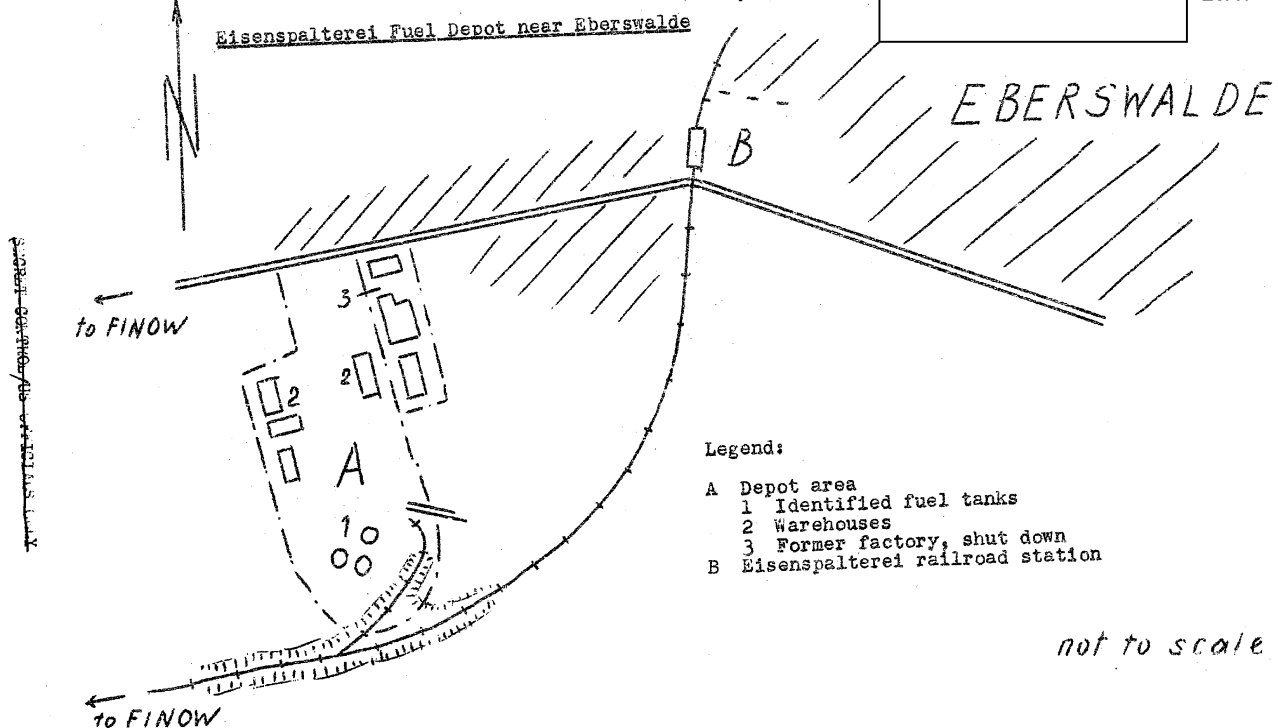 Eisenspalterei Fuel Depot near Eberswalde
N
EBERSWALDE
B
3
to FINOW
2
2
A
1
Legend:
A Depot area
1 Identified fuel tanks
2 Warehouses
3 Former factory, shut down
B Eisenspalterei railroad station
not to scale
to FINOW